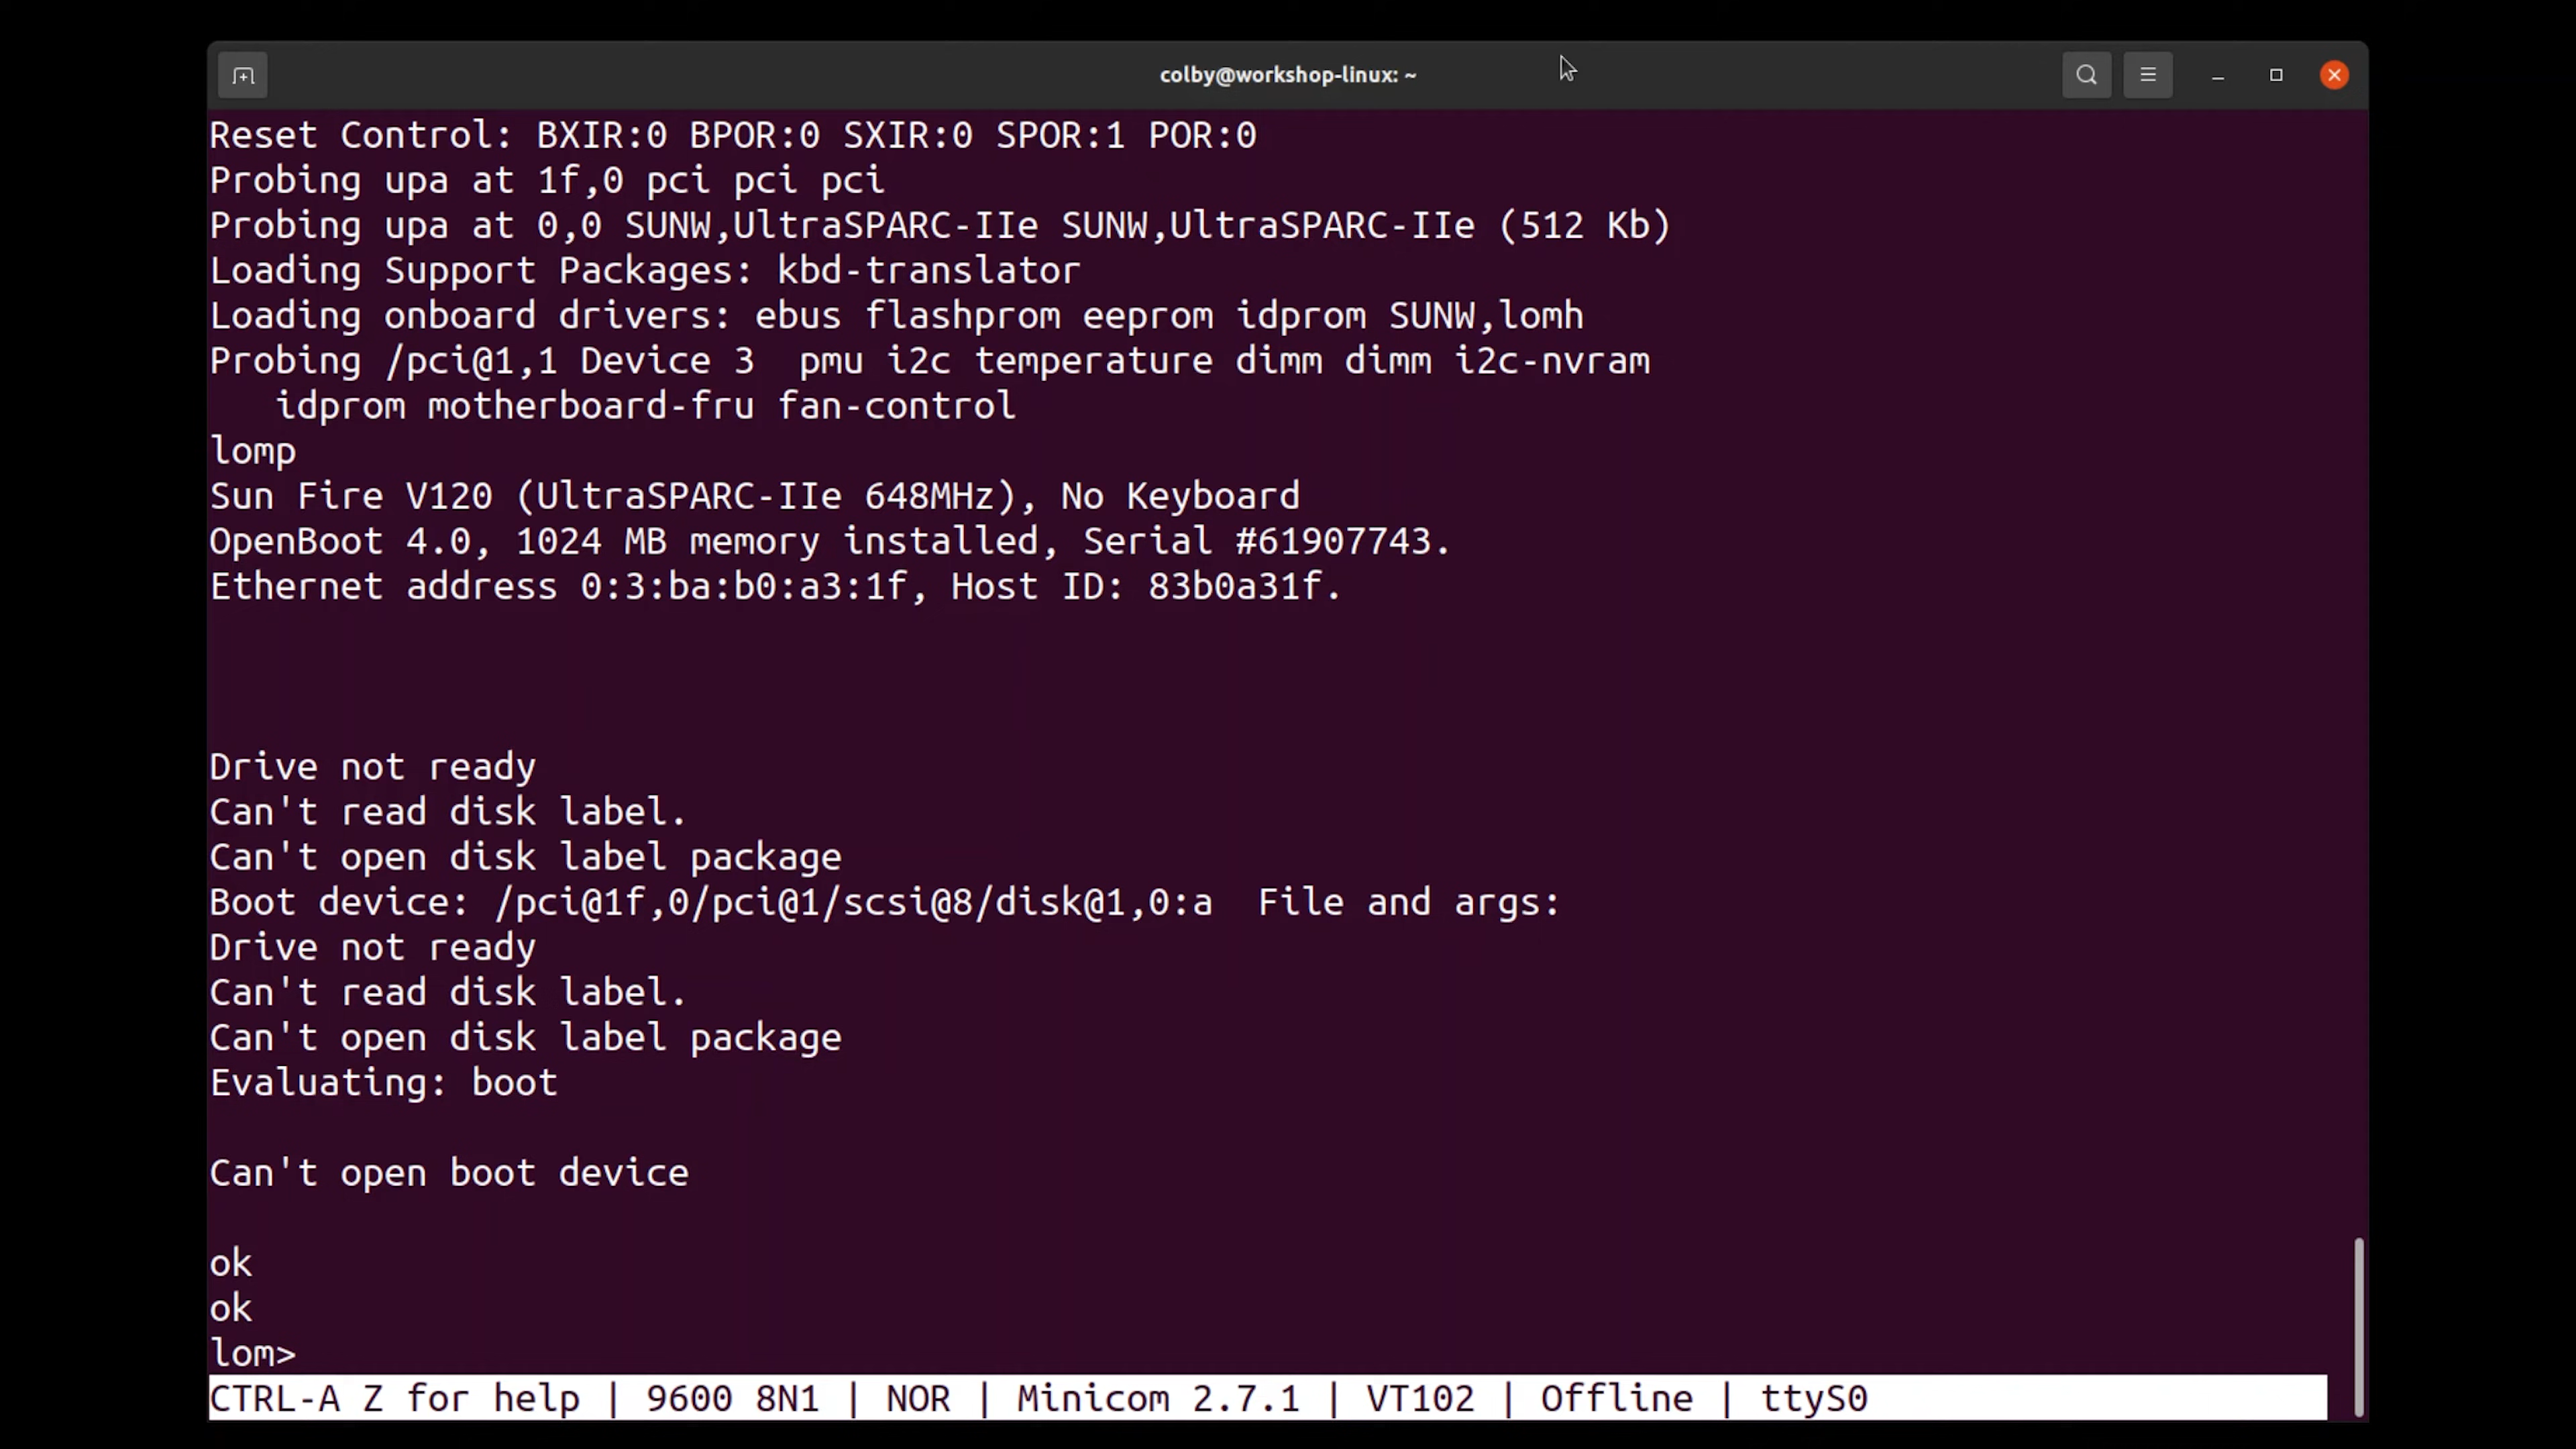 colby@workshop-linux: ~
Reset Control: BXIR:0 BPOR:0 SXIR:0 SPOR:1 POR:0
Probing upa at 1f,0 pci pci pci
Probing upa at 0,0 SUNW,UltraSPARC-IIe SUNW,UltraSPARC-IIe (512 Kb)
Loading Support Packages: kbd-translator
Loading onboard drivers: ebus flashprom eeprom idprom SUNW,lomh
Probing /pci@1,1 Device 3  pmu i2c temperature dimm dimm i2c-nvram
   idprom motherboard-fru fan-control
lomp
Sun Fire V120 (UltraSPARC-IIe 648MHz), No Keyboard
OpenBoot 4.0, 1024 MB memory installed, Serial #61907743.
Ethernet address 0:3:ba:b0:a3:1f, Host ID: 83b0a31f.
Drive not ready
Can't read disk label.
Can't open disk label package
Boot device: /pci@1f,0/pci@1/scsi@8/disk@1,0:a  File and args:
Drive not ready
Can't read disk label.
Can't open disk label package
Evaluating: boot
Can't open boot device
ok
ok
lom>
CTRL-A Z for help | 9600 8N1 | NOR | Minicom 2.7.1 | VT102 | Offline | ttyS0